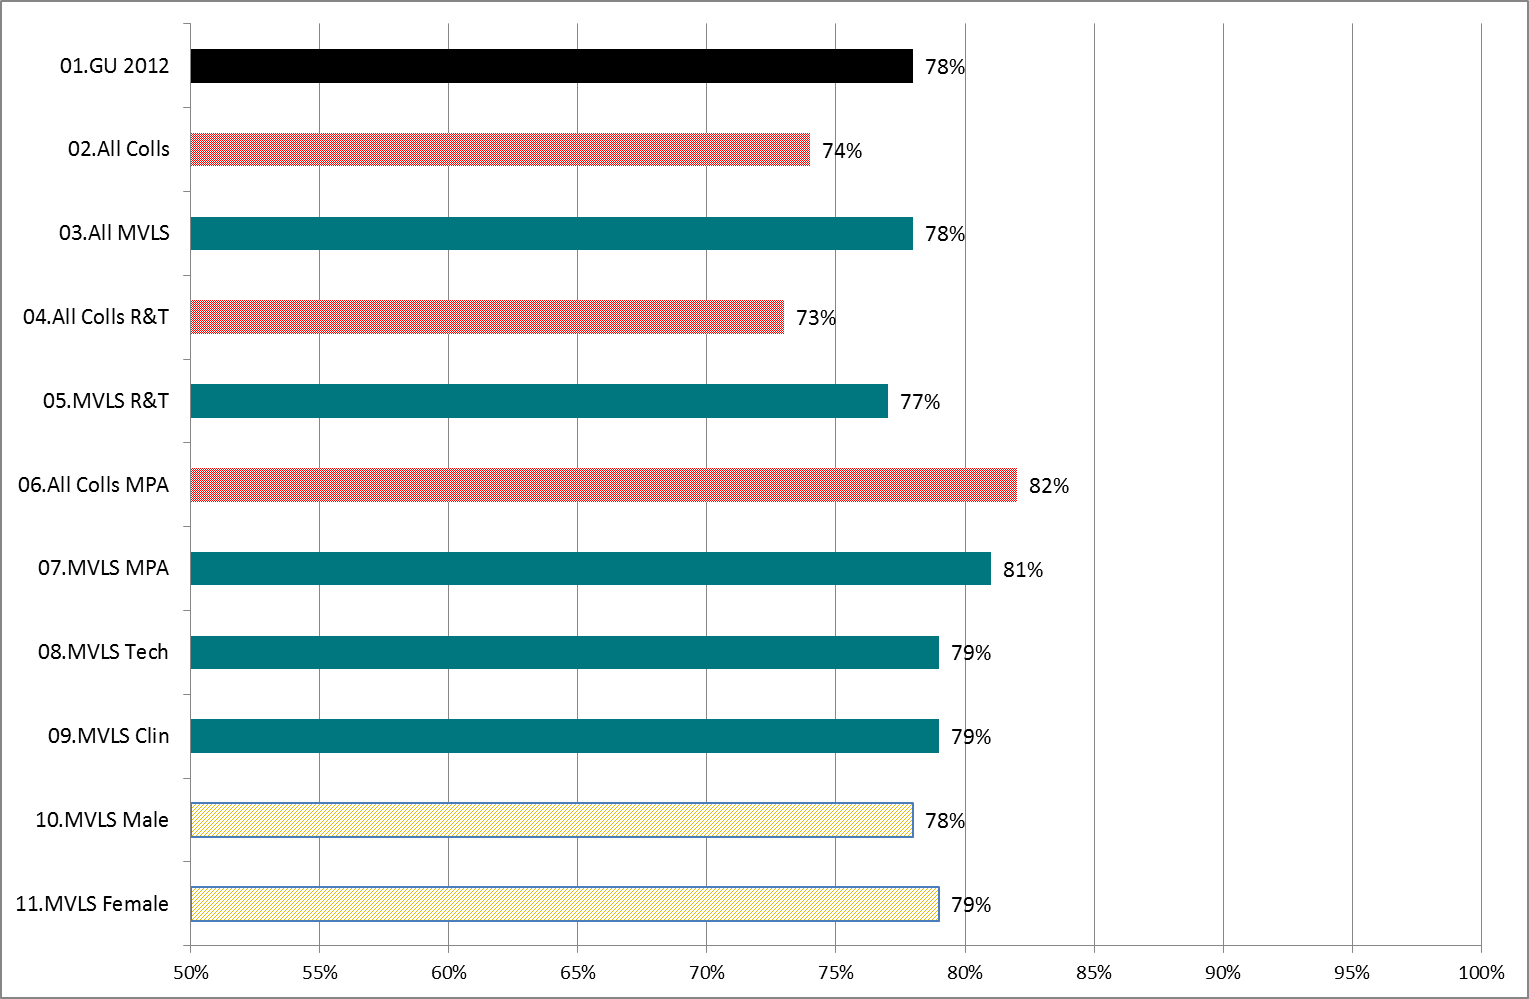 01.GU 2012 78%
02.All Colls 74%
03.All MVLS 78%
04.All Colls R&T 73%
05.MVLS R&T 77%
06.All Colls MPA 82%
07.MVLS MPA 81%
08.MVLS Tech 79%
09.MVLS Clin 79%
10.MVLS Male 78%
11.MVLS Female 79%
50% 55% 60% 65% 70% 75% 80% 85% 90% 95% 100%